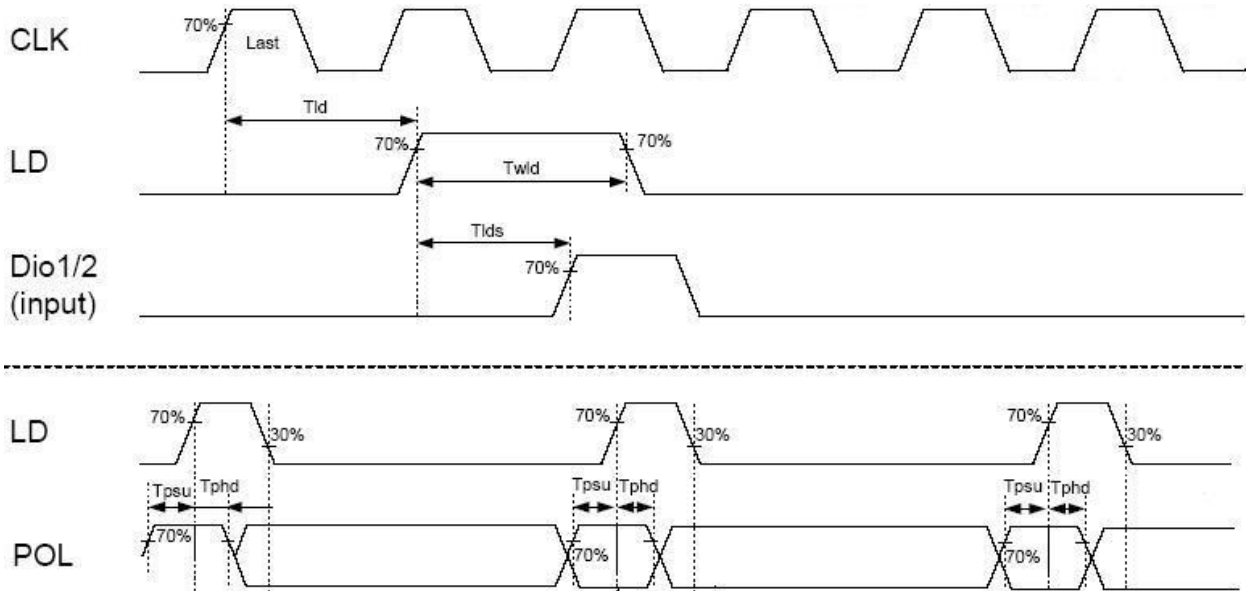 CLK
70%
Last
Tld
LD
70%
70%
Twld
Tlds
Dio1/2
(input)
70%
LD
70%
30%
70%
30%
70%
30%
Tpsu
Tphd
Tpsu
Tphd
Tpsu
Tphd
POL
70%
70%
70%